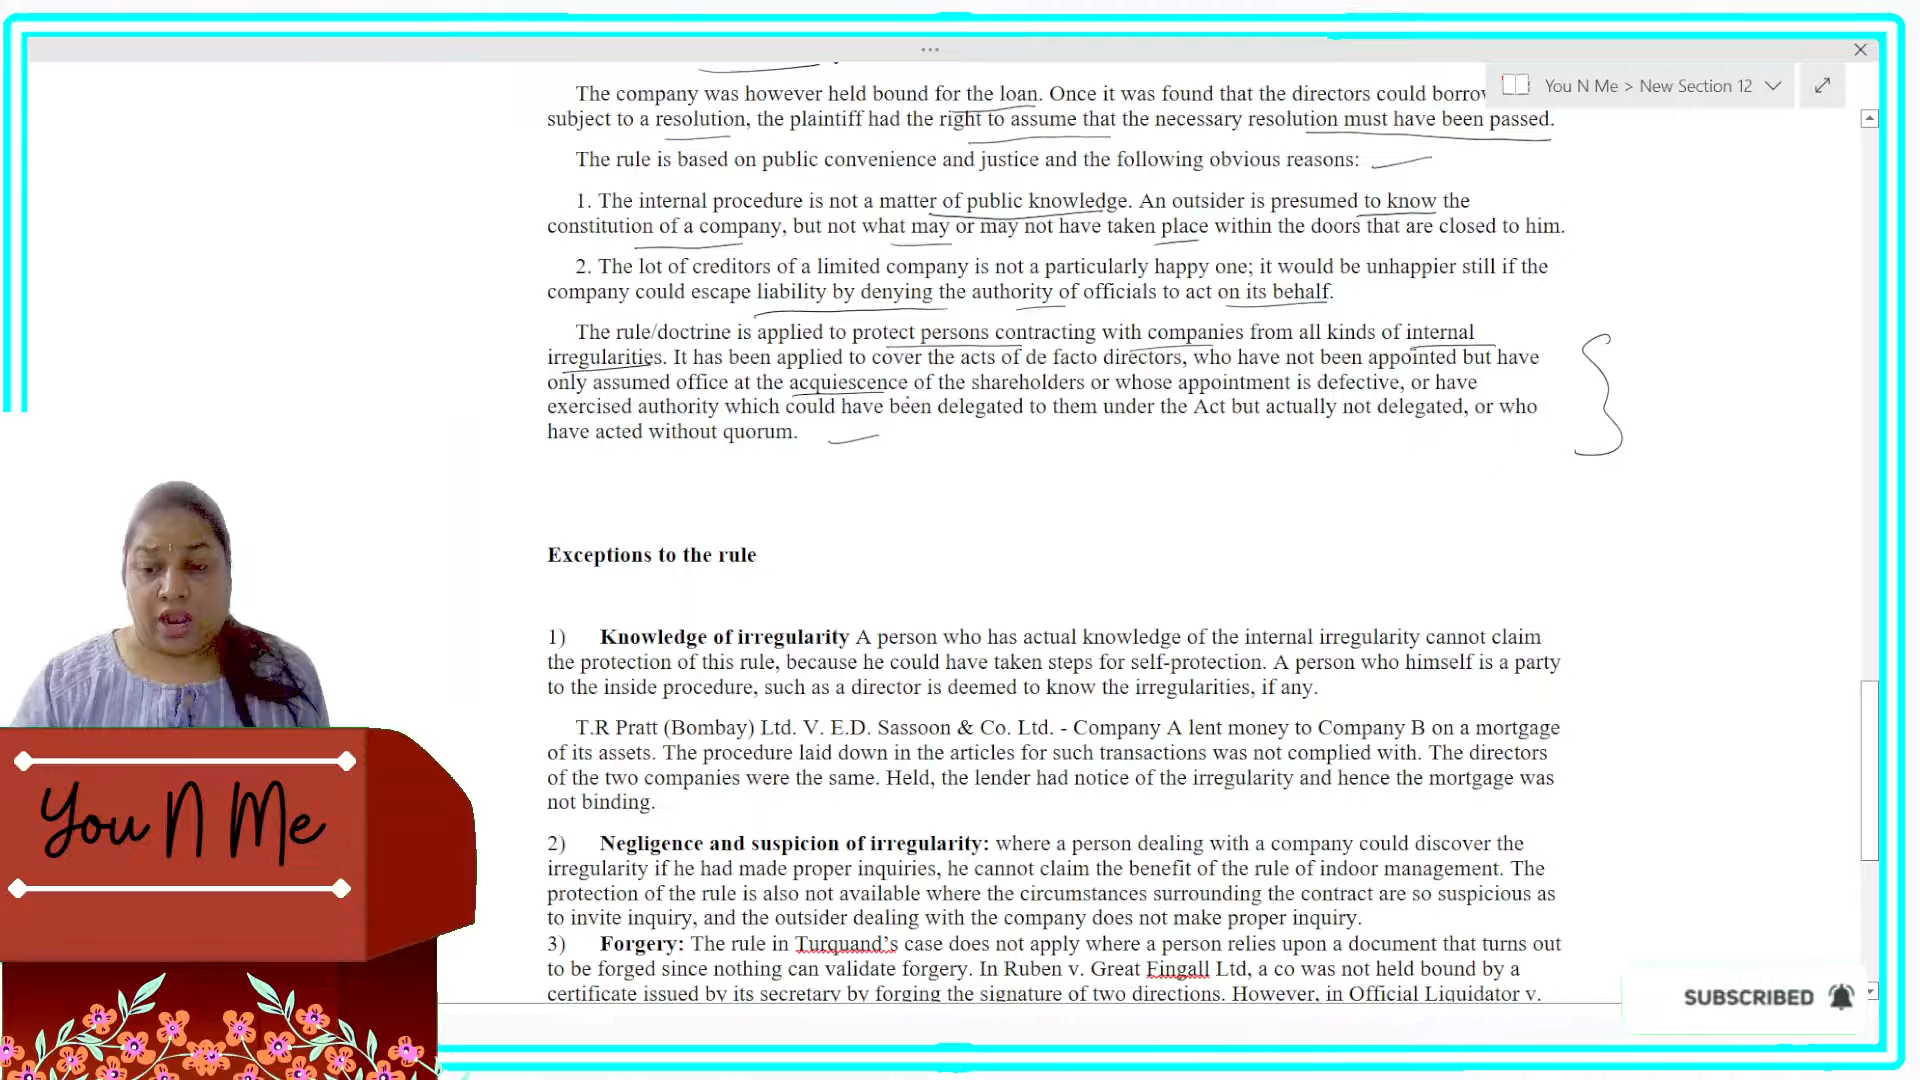 You N Me > New Section 12
The company was however held bound for the loan. Once it was found that the directors could borrow
subject to a resolution, the plaintiff had the right to assume that the necessary resolution must have been passed.
The rule is based on public convenience and justice and the following obvious reasons:
1. The internal procedure is not a matter of public knowledge. An outsider is presumed to know the
constitution of a company, but not what may or may not have taken place within the doors that are closed to him.
2. The lot of creditors of a limited company is not a particularly happy one; it would be unhappier still if the
company could escape liability by denying the authority of officials to act on its behalf.
The rule/doctrine is applied to protect persons contracting with companies from all kinds of internal
irregularities. It has been applied to cover the acts of de facto directors, who have not been appointed but have
only assumed office at the acquiescence of the shareholders or whose appointment is defective, or have
exercised authority which could have been delegated to them under the Act but actually not delegated, or who
have acted without quorum.
Exceptions to the rule
1) Knowledge of irregularity A person who has actual knowledge of the internal irregularity cannot claim
the protection of this rule, because he could have taken steps for self-protection. A person who himself is a party
to the inside procedure, such as a director is deemed to know the irregularities, if any.
T.R Pratt (Bombay) Ltd. V. E.D. Sassoon & Co. Ltd. - Company A lent money to Company B on a mortgage
of its assets. The procedure laid down in the articles for such transactions was not complied with. The directors
of the two companies were the same. Held, the lender had notice of the irregularity and hence the mortgage was
not binding.
2) Negligence and suspicion of irregularity: where a person dealing with a company could discover the
irregularity if he had made proper inquiries, he cannot claim the benefit of the rule of indoor management. The
protection of the rule is also not available where the circumstances surrounding the contract are so suspicious as
to invite inquiry, and the outsider dealing with the company does not make proper inquiry.
3) Forgery: The rule in Turquand's case does not apply where a person relies upon a document that turns out
to be forged since nothing can validate forgery. In Ruben v. Great Fingall Ltd, a co was not held bound by a
certificate issued by its secretary by forging the signature of two directions. However, in Official Liquidator v.
You N Me
SUBSCRIBED